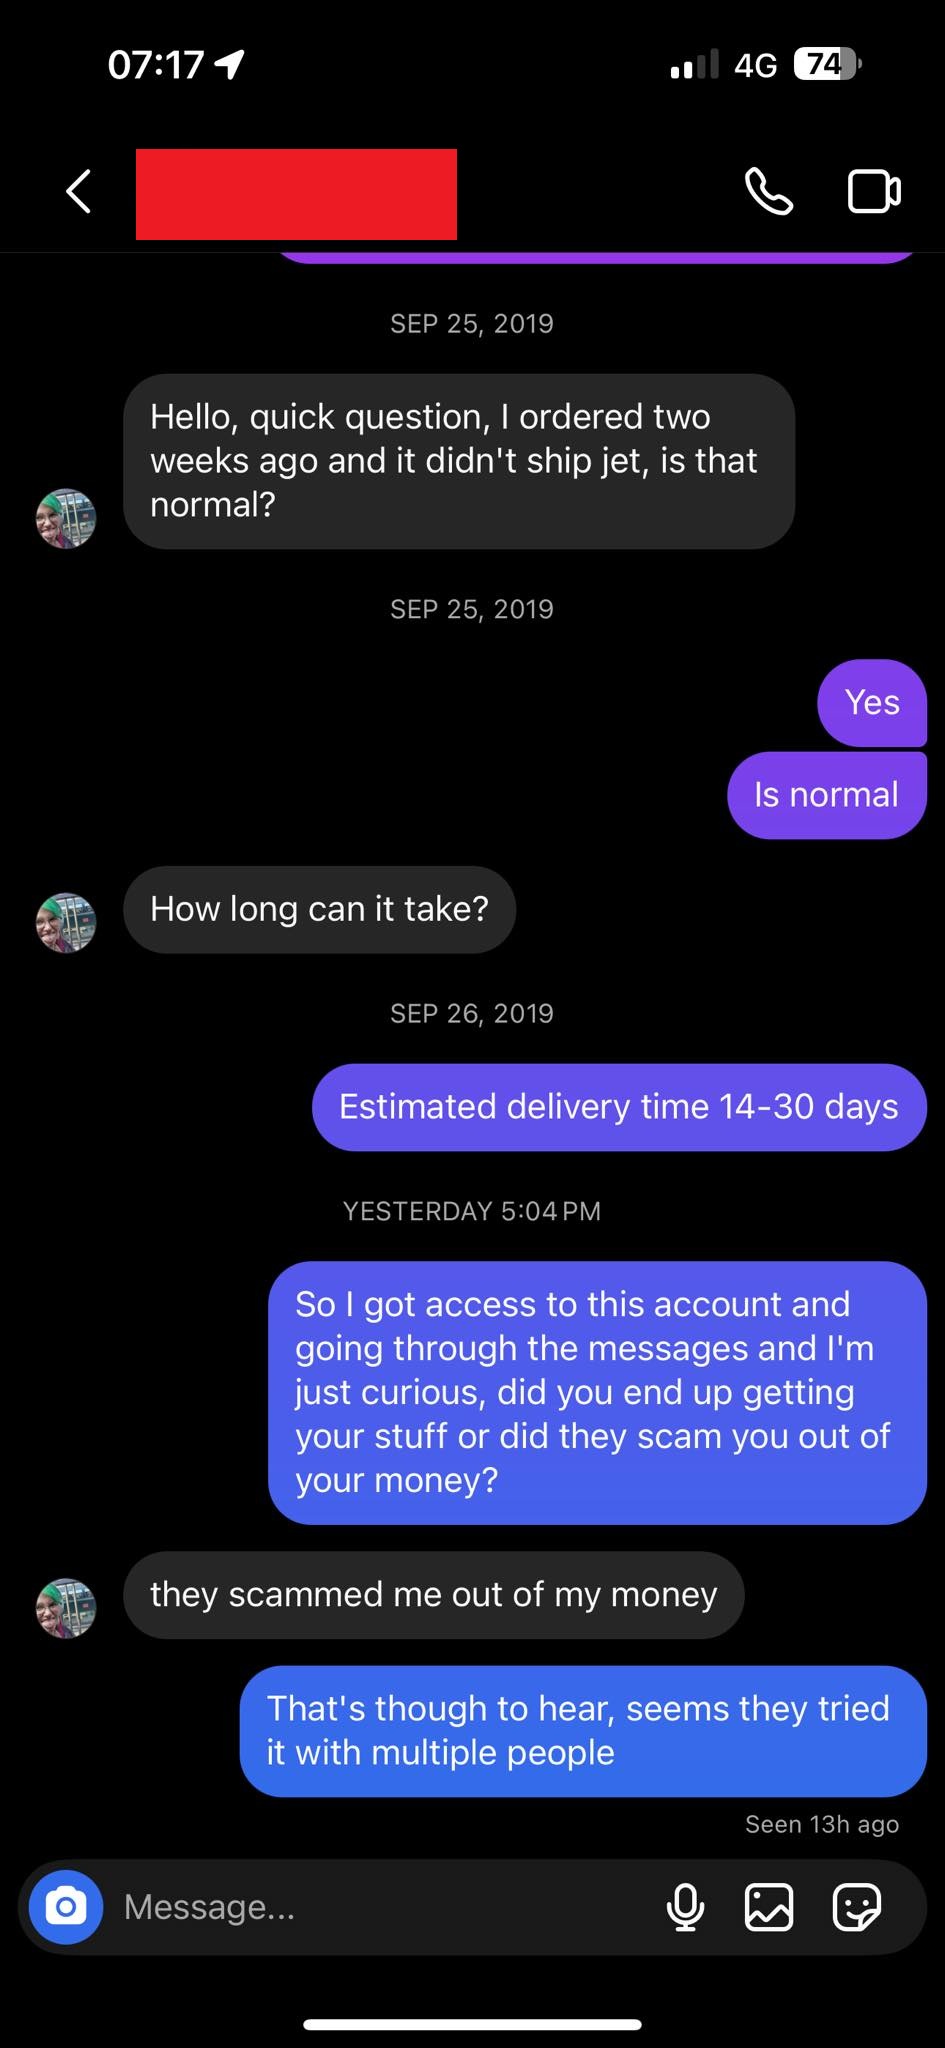 07:17
4G
74
SEP 25, 2019
Hello, quick question, I ordered two
weeks ago and it didn't ship jet, is that
normal?
SEP 25, 2019
Yes
Is normal
How long can it take?
SEP 26, 2019
Estimated delivery time 14-30 days
YESTERDAY 5:04 PM
So I got access to this account and
going through the messages and I'm
just curious, did you end up getting
your stuff or did they scam you out of
your money?
they scammed me out of my money
That's though to hear, seems they tried
it with multiple people
Seen 13h ago
Message...